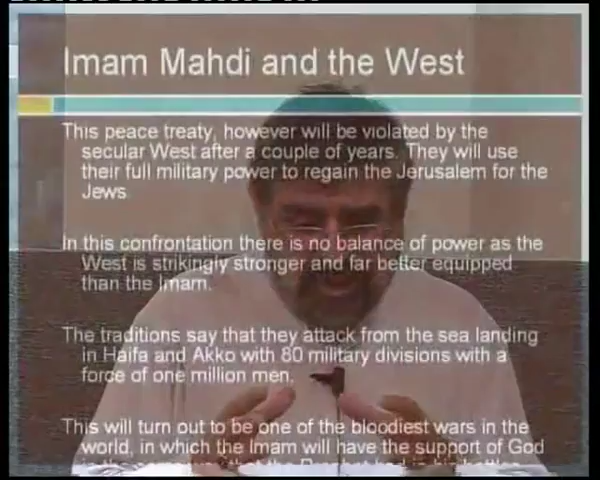 Imam Mahdi and the West
This peace treaty, however will be violated by the
secular West after a couple of years. They will use
their full military power to regain the Jerusalem for the
Jews.
In this confrontation there is no balance of power as the
West is strikingly stronger and far better equipped
than the Imam.
The traditions say that they attack from the sea landing
in Haifa and Akko with 80 military divisions with a
force of one million men.
This will turn out to be one of the bloodiest wars in the
world, in which the Imam will have the support of God